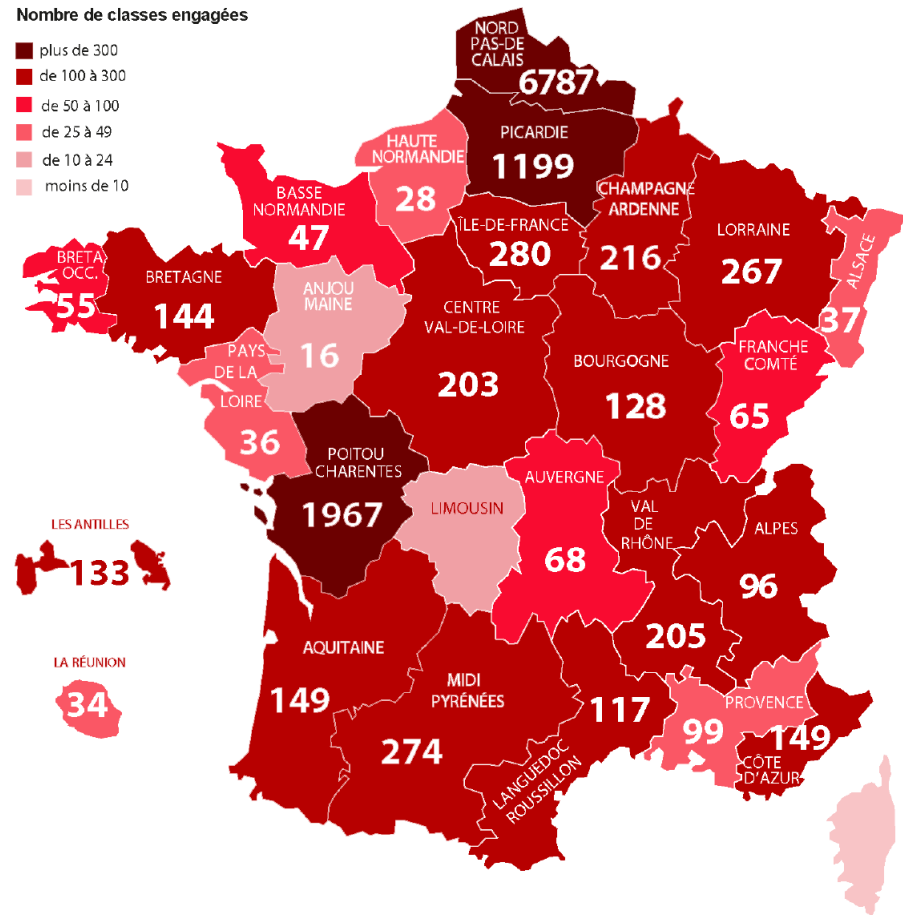 Nombre de classes engagées
plus de 300
de 100 à 300
de 50 à 100
de 25 à 49
de 10 à 24
moins de 10
NORD
PAS-DE
CALAIS
6787
PICARDIE
1199
HAUTE
NORMANDIE
28
BASSE
NORMANDIE
47
ÎLE-DE-FRANCE
280
CHAMPAGNE
ARDENNE
216
LORRAINE
267
ALSACE
37
BRETA
OCC.
55
BRETAGNE
144
ANJOU
MAINE
16
CENTRE
VAL-DE-LOIRE
203
BOURGOGNE
128
FRANCHE
COMTÉ
65
PAYS
DE LA
LOIRE
36
POITOU
CHARENTES
1967
LIMOUSIN
AUVERGNE
68
VAL
DE
RHÔNE
205
ALPES
96
LES ANTILLES
133
LA RÉUNION
34
AQUITAINE
149
MIDI
PYRÉNÉES
274
117
LANGUEDOC
ROUSSILLON
PROVENCE
99
149
CÔTE
D'AZUR